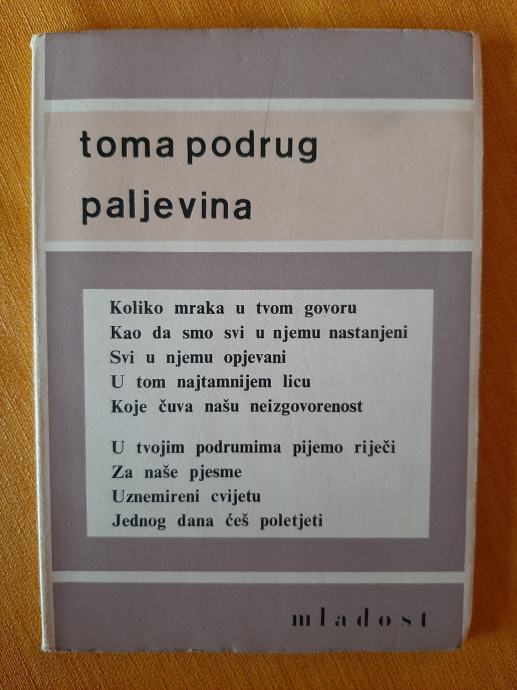 toma podrug
paljevina
Koliko mraka u tvom govoru
Kao da smo svi u njemu nastanjeni
Svi u njemu opjevani
U tom najtamnijem licu
Koje čuva našu neizgovorenost
U tvojim podrumima pijemo riječi
Za naše pjesme
Uznemireni cvijetu
Jednog dana ćeš poletjeti
mladost